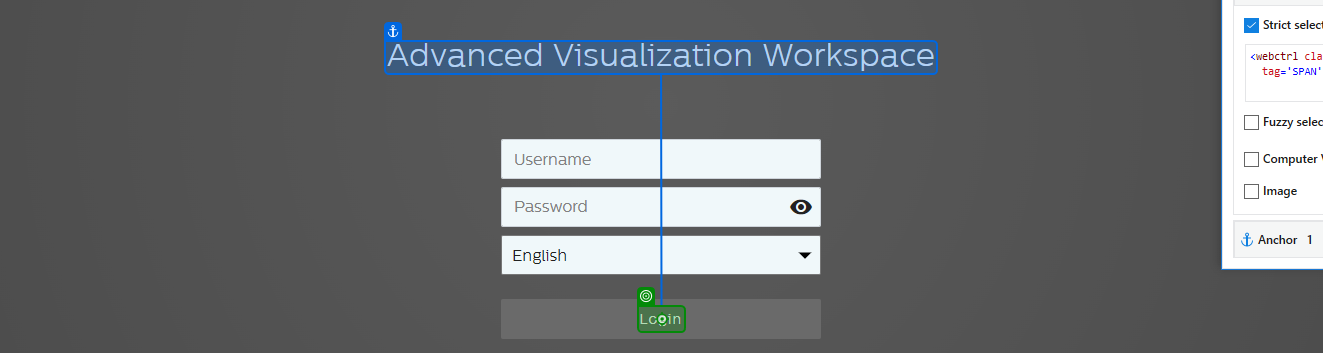 Advanced Visualization Workspace
Username
Password
English
Login
Strict select
<webctrl cla
tag='SPAN'
Fuzzy selec
Computer V
Image
Anchor 1